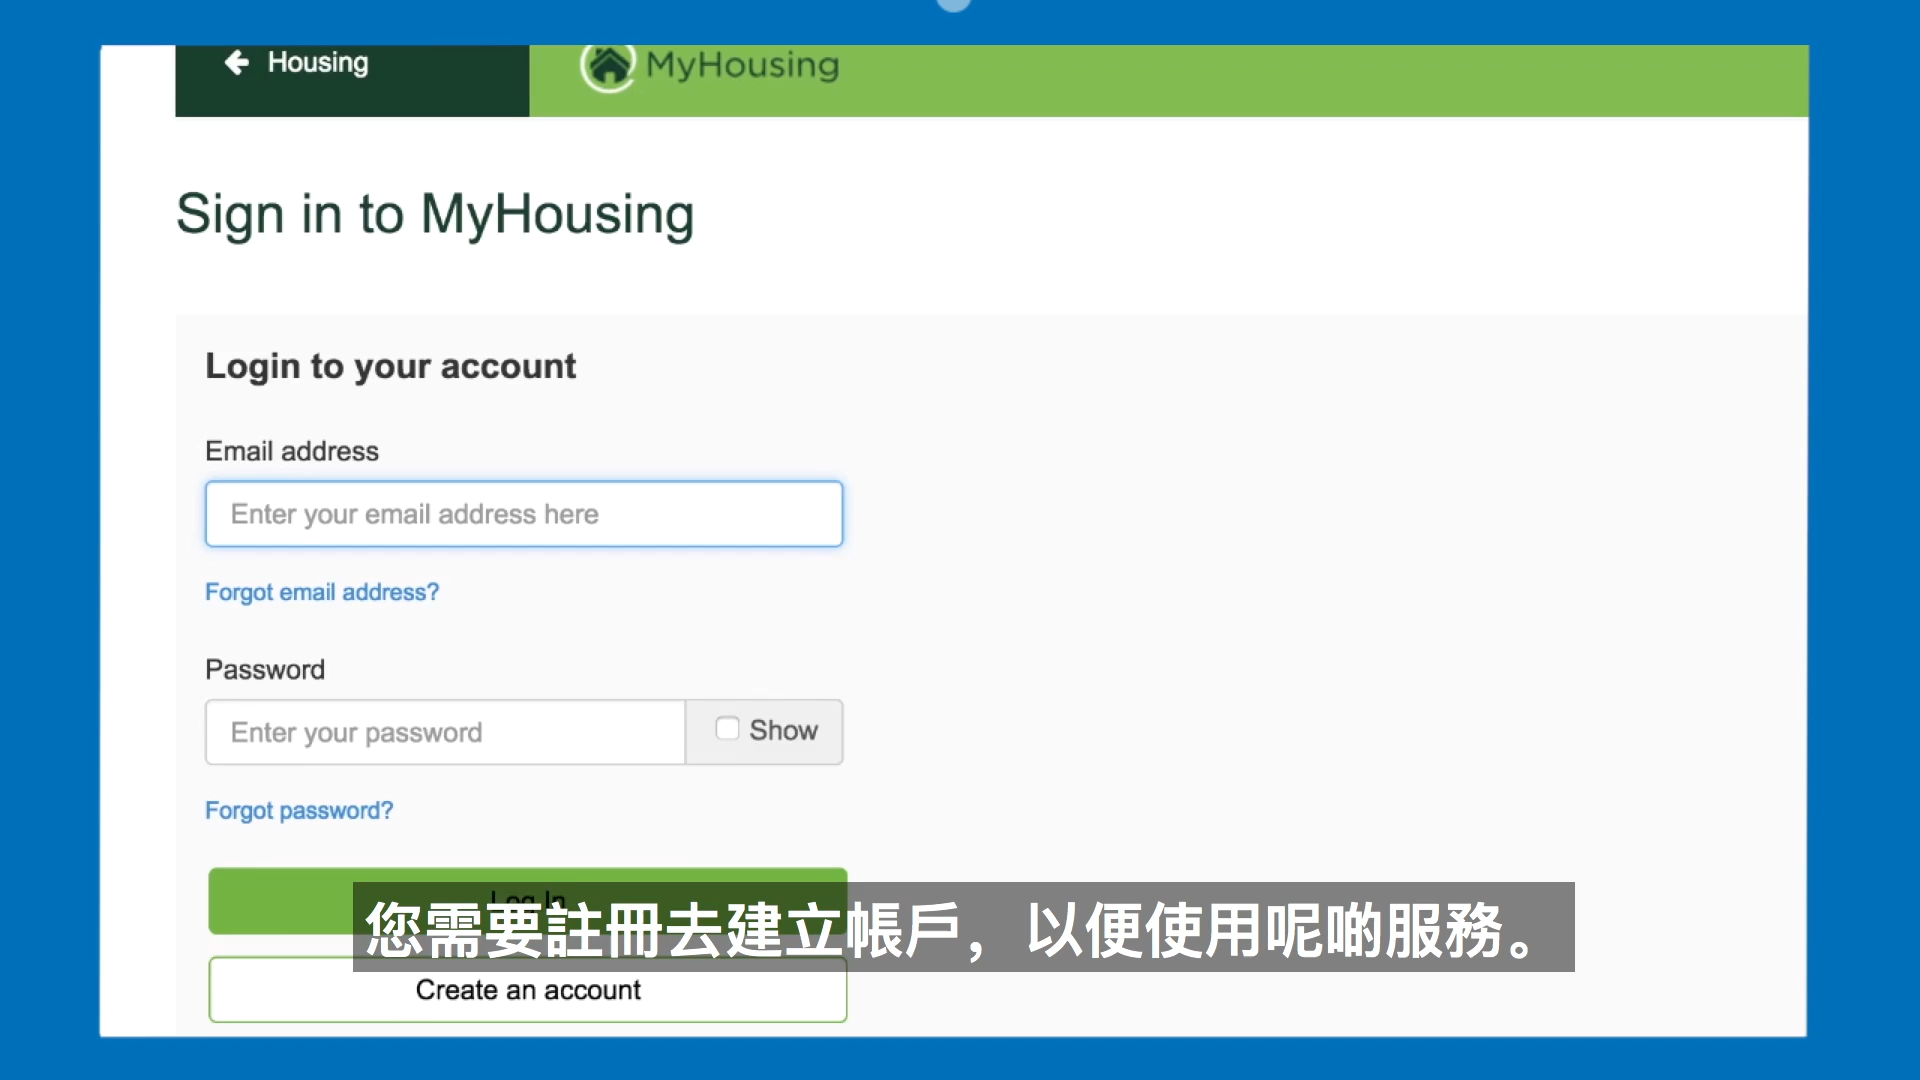 Housing
MyHousing
Sign in to MyHousing
Login to your account
Email address
Enter your email address here
Forgot email address?
Password
Enter your password
Show
Forgot password?
Log In
您需要註冊去建立帳戶，以便使用呢啲服務。
Create an account